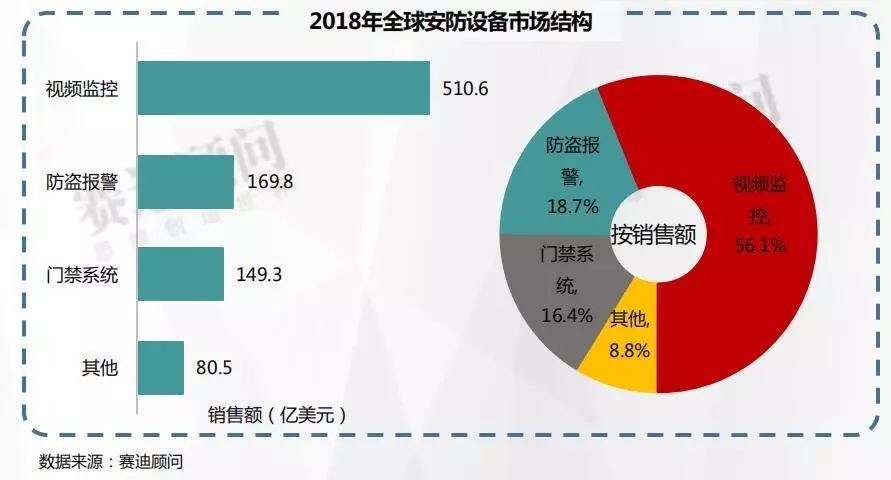 2018年全球安防设备市场结构
视频监控
510.6
防盗报警
169.8
门禁系统
149.3
其他
80.5
销售额（亿美元）
防盗报
警,
18.7%
视频监
控,
56.1%
按销售额
门禁系
统,
16.4%
其他,
8.8%
数据来源：赛迪顾问